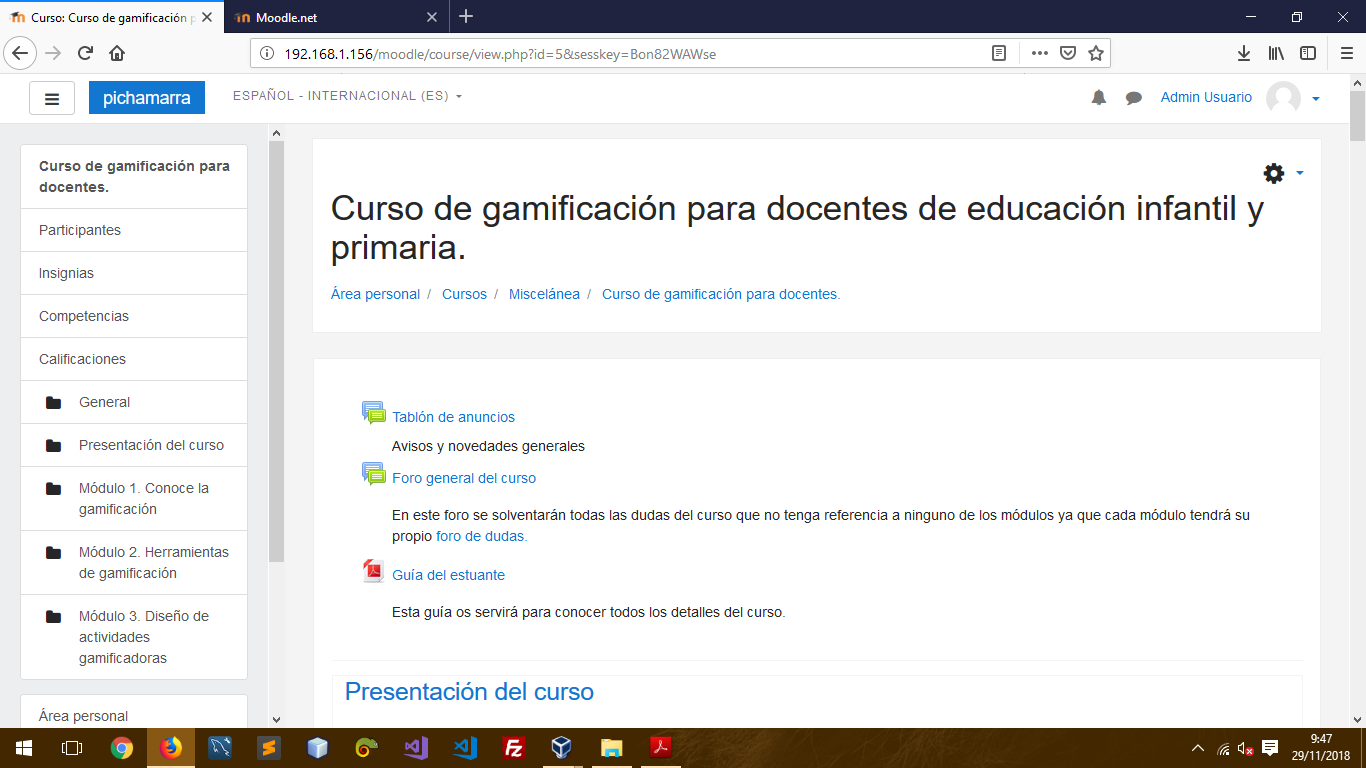 Curso: Curso de gamificación p
Moodle.net
192.168.1.156/moodle/course/view.php?id=5&sesskey=Bon82WAWse
pichamarra
ESPAÑOL - INTERNACIONAL (ES)
Admin Usuario
Curso de gamificación para
docentes.
Participantes
Insignias
Competencias
Calificaciones
General
Presentación del curso
Módulo 1. Conoce la
gamificación
Módulo 2. Herramientas
de gamificación
Módulo 3. Diseño de
actividades
gamificadoras
Área personal
Curso de gamificación para docentes de educación infantil y
primaria.
Área personal / Cursos / Miscelánea / Curso de gamificación para docentes.
Tablón de anuncios
Avisos y novedades generales
Foro general del curso
En este foro se solventarán todas las dudas del curso que no tenga referencia a ninguno de los módulos ya que cada módulo tendrá su
propio foro de dudas.
Guía del estuante
Esta guía os servirá para conocer todos los detalles del curso.
Presentación del curso
9:47
29/11/2018